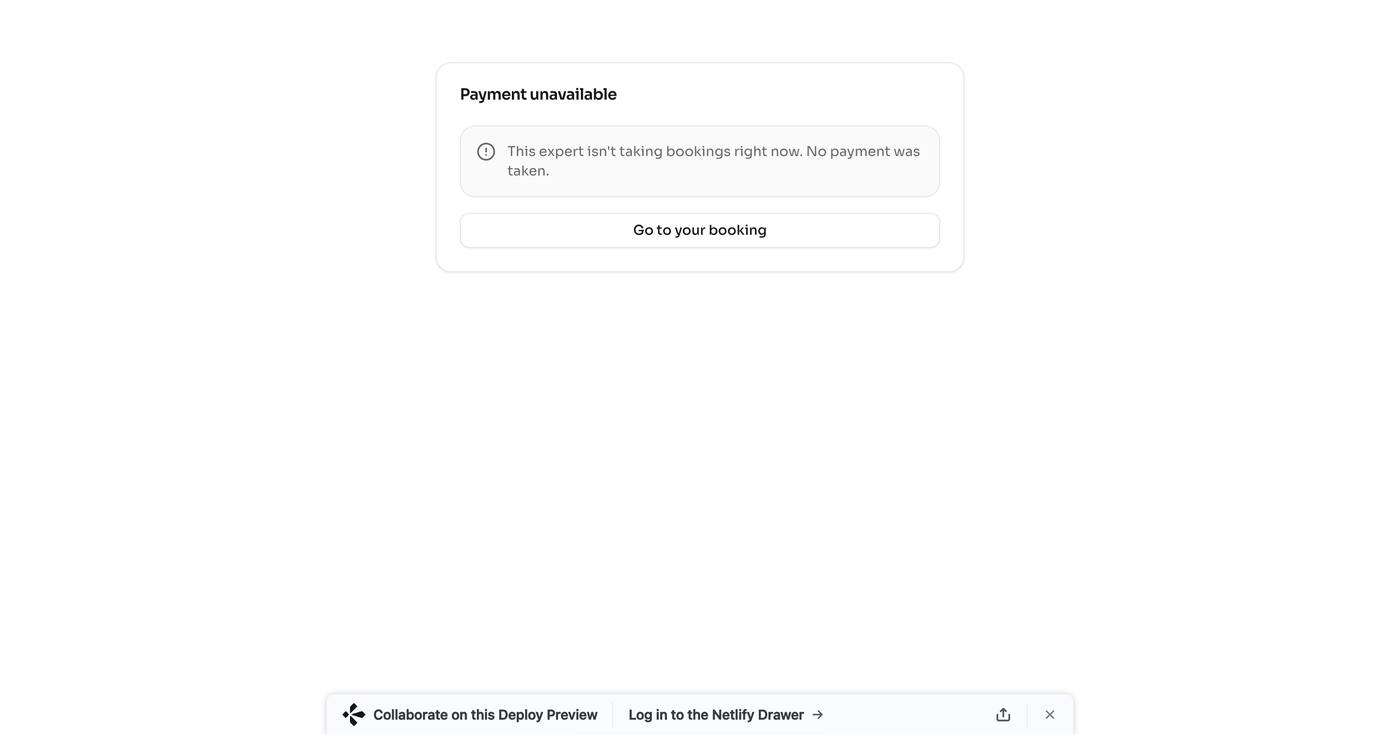 Payment unavailable
This expert isn't taking bookings right now. No payment was
taken.
Go to your booking
Collaborate on this Deploy Preview
Log in to the Netlify Drawer →